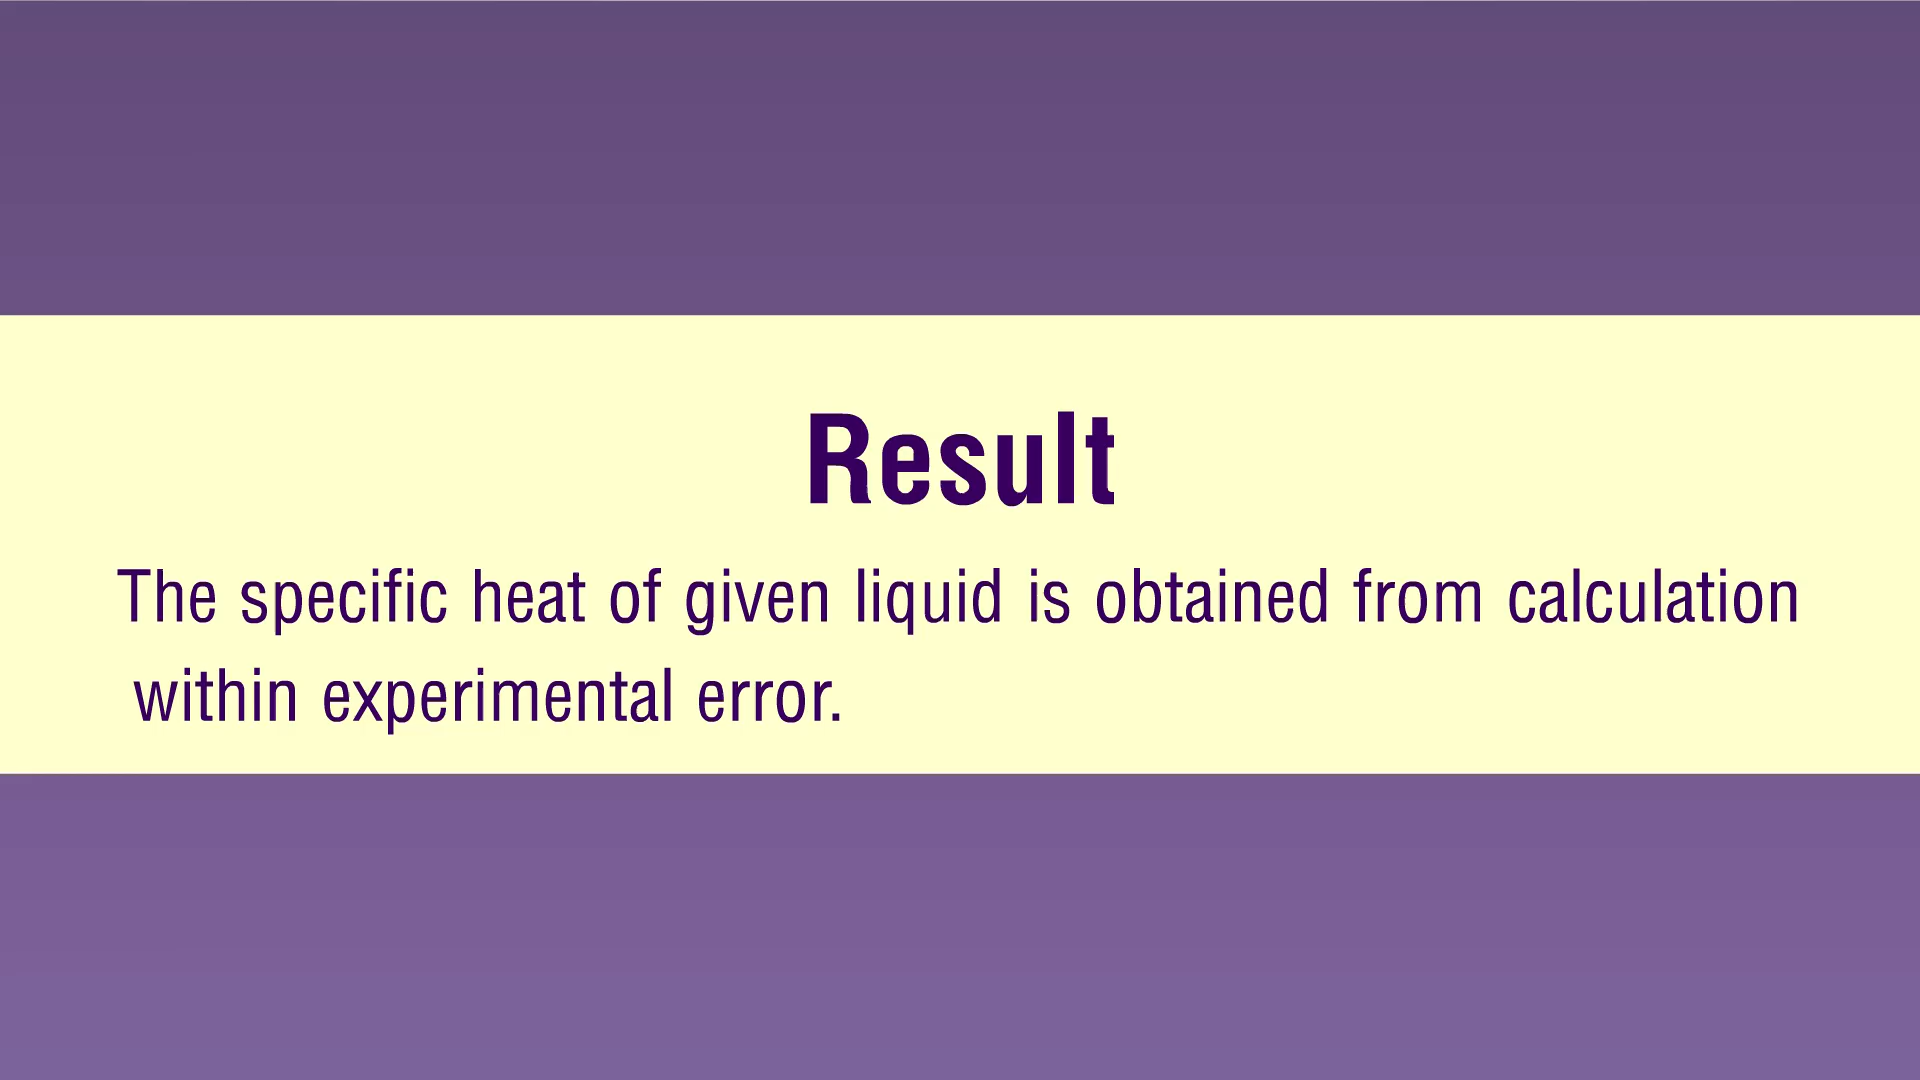 Result
The specific heat of given liquid is obtained from calculation
within experimental error.